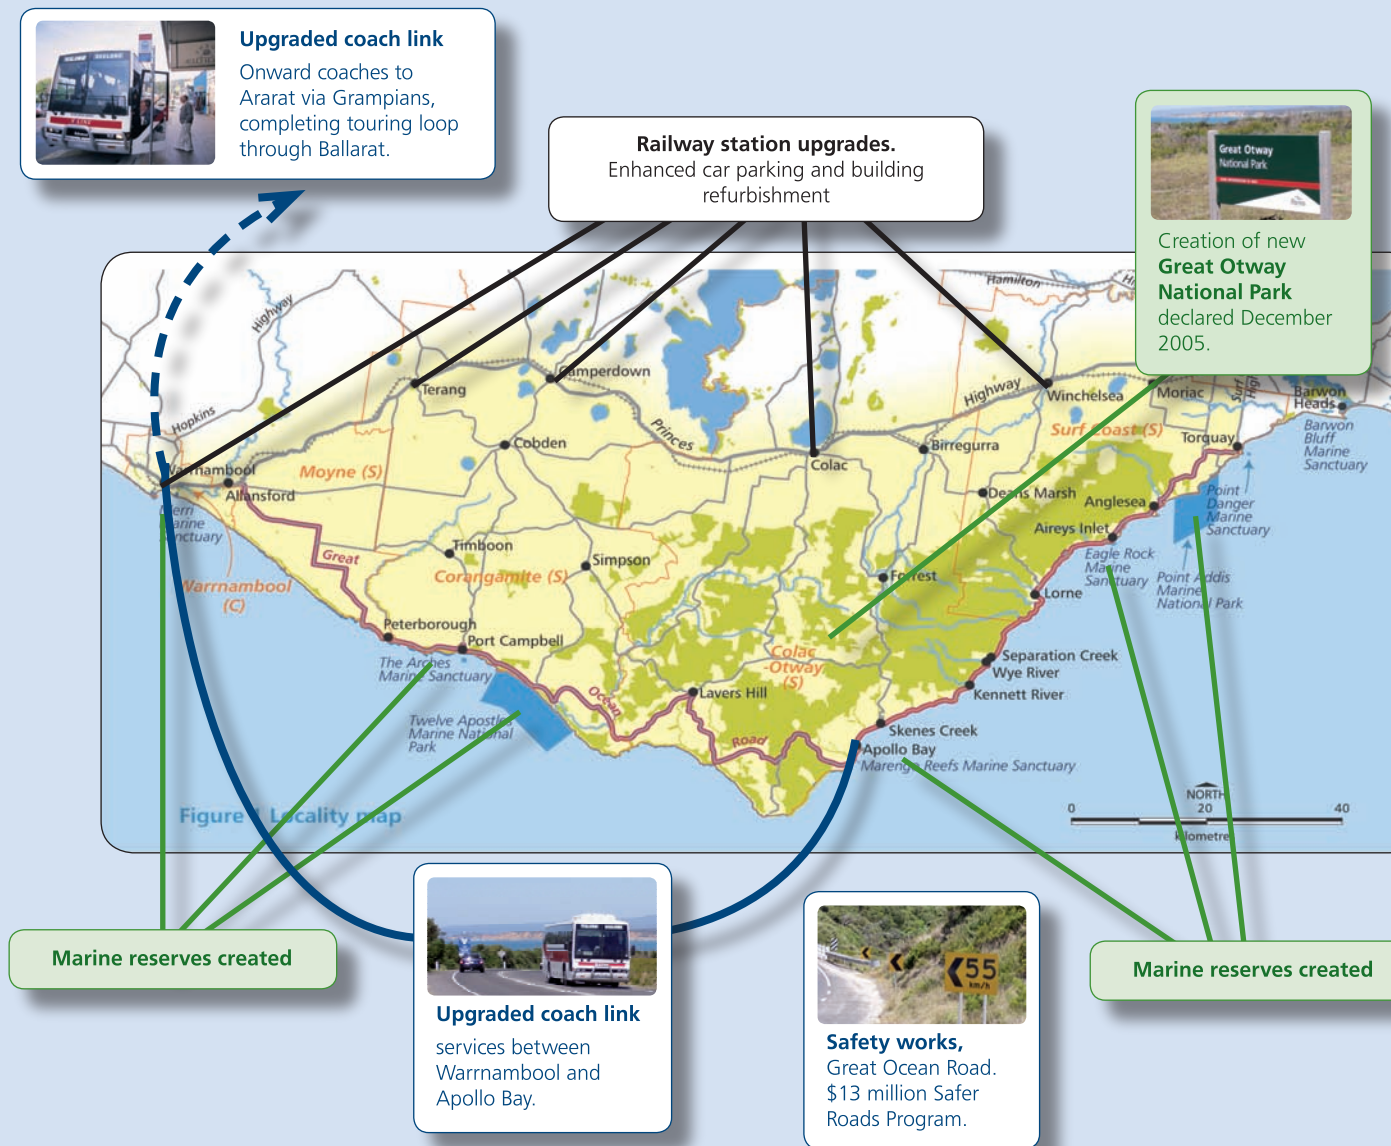 Upgraded coach link
Onward coaches to
Ararat via Grampians,
completing touring loop
through Ballarat.
Railway station upgrades.
Enhanced car parking and building
refurbishment
Great Otway
National Park
Creation of new
Great Otway
National Park
declared December
2005.
Highway
Hamilton
Hopkins
Terang
Camperdown
Princes
Highway
Winchelsea
Moriac
Surf
Barwon
Heads
Barwon
Bluff
Marine
Sanctuary
Cobden
Colac
Birregurra
Surf Coast (S)
Torquay
Warrnambool
Moyne (S)
Allansford
Merri
Marine
Sanctuary
Deans Marsh
Anglesea
Point
Danger
Marine
Sanctuary
Aireys Inlet
Eagle Rock
Marine
Sanctuary
Point Addis
Marine
National Park
Great
Timboon
Simpson
Corangamite (S)
Warrnambool
(C)
Forrest
Lorne
Peterborough
Port Campbell
The Arches
Marine Sanctuary
Colac
-Otway
(S)
Separation Creek
Wye River
Kennett River
Ocean
Lavers Hill
Twelve Apostles
Marine National
Park
Road
Skenes Creek
Apollo Bay
Marengo Reefs Marine Sanctuary
NORTH
0 20 40
kilometre
Figure 1 Locality map
Marine reserves created
Marine reserves created
Upgraded coach link
services between
Warrnambool and
Apollo Bay.
55
km/h
Safety works,
Great Ocean Road.
$13 million Safer
Roads Program.